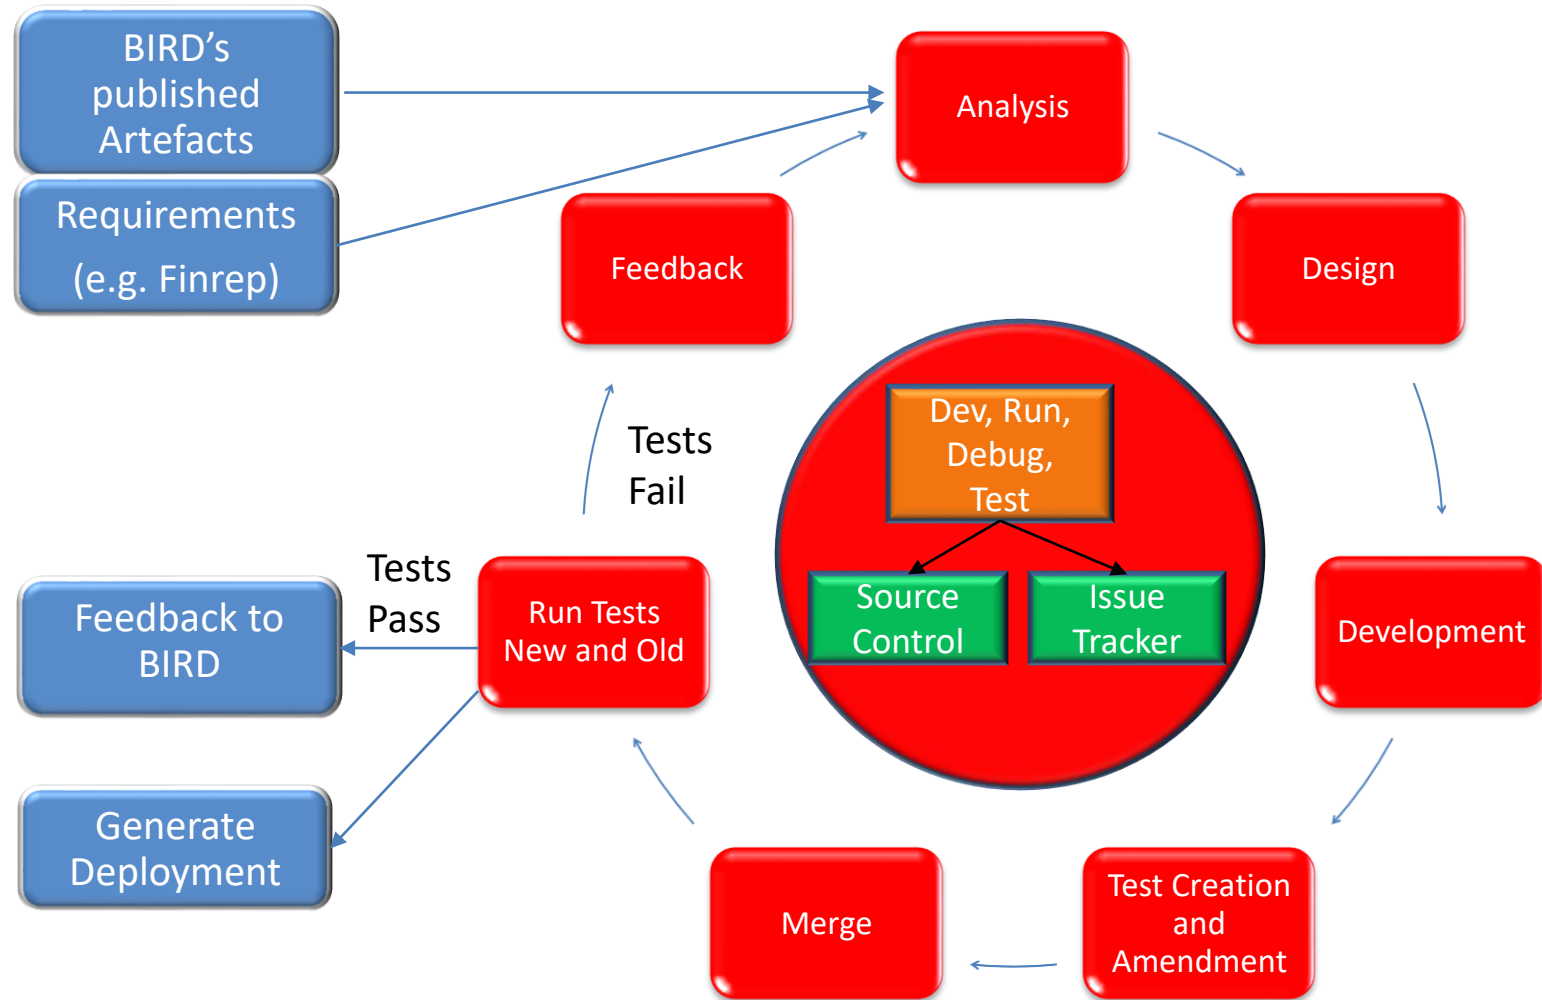 BIRD’s
published
Artefacts
Requirements
(e.g. Finrep)
Analysis
Feedback
Design
Dev, Run,
Debug,
Test
Source
Control
Issue
Tracker
Tests
Fail
Tests
Pass
Feedback to
BIRD
Run Tests
New and Old
Development
Generate
Deployment
Merge
Test Creation
and
Amendment